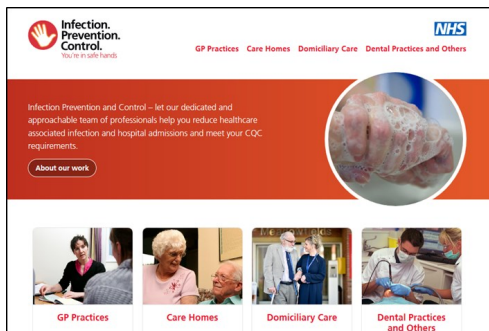 Infection.
Prevention.
Control.
You're in safe hands
NHS
GP Practices Care Homes Domiciliary Care Dental Practices and Others
Infection Prevention and Control – let our dedicated and
approachable team of professionals help you reduce healthcare
associated infection and hospital admissions and meet your CQC
requirements.
About our work
GP Practices
Care Homes
Domiciliary Care
Dental Practices
and Others